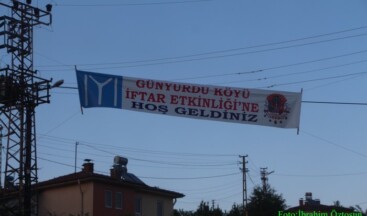 GÜNYURDU KÖYÜ
İFTAR ETKİNLİĞİ'NE
HOŞ GELDİNİZ
Foto:İbrahim Öztosun